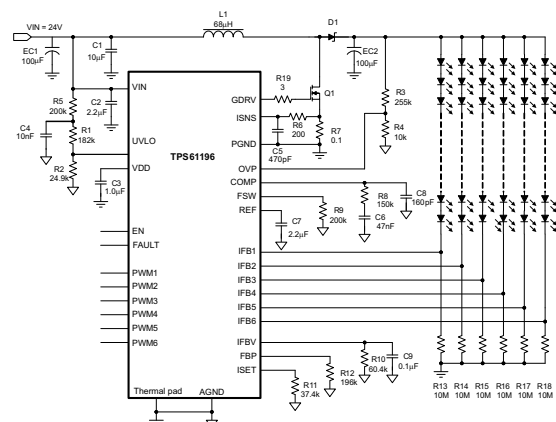 L1
68µH
D1
VIN = 24V
EC1
100µF
C1
10µF
EC2
100µF
R19
3
Q1
R3
255k
R5
200k
C2
2.2µF
VIN
GDRV
ISNS
R6
200
R7
0.1
R4
10k
C4
10nF
R1
182k
UVLO
C5
470pF
PGND
TPS61196
R2
24.9k
VDD
OVP
COMP
C3
1.0µF
R8
150k
C8
160pF
FSW
REF
R9
200k
C6
47nF
C7
2.2µF
EN
FAULT
IFB1
IFB2
IFB3
IFB4
IFB5
IFB6
PWM1
PWM2
PWM3
PWM4
PWM5
PWM6
IFBV
FBP
ISET
R10
60.4k
C9
0.1µF
R12
196k
R11
37.4k
Thermal pad
AGND
R13 R14 R15 R16 R17 R18
10M 10M 10M 10M 10M 10M